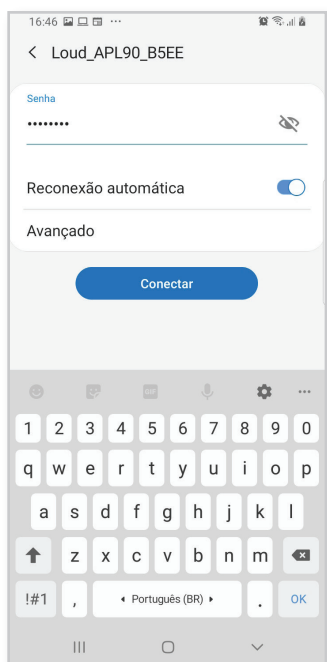 16:46 ...
Loud_APL90_B5EE
Senha
••••••••
Reconexão automática
Avançado
Conectar
GIF ...
1 2 3 4 5 6 7 8 9 0
q w e r t y u i o p
a s d f g h j k l
z x c v b n m
!#1 , Português (BR) . OK